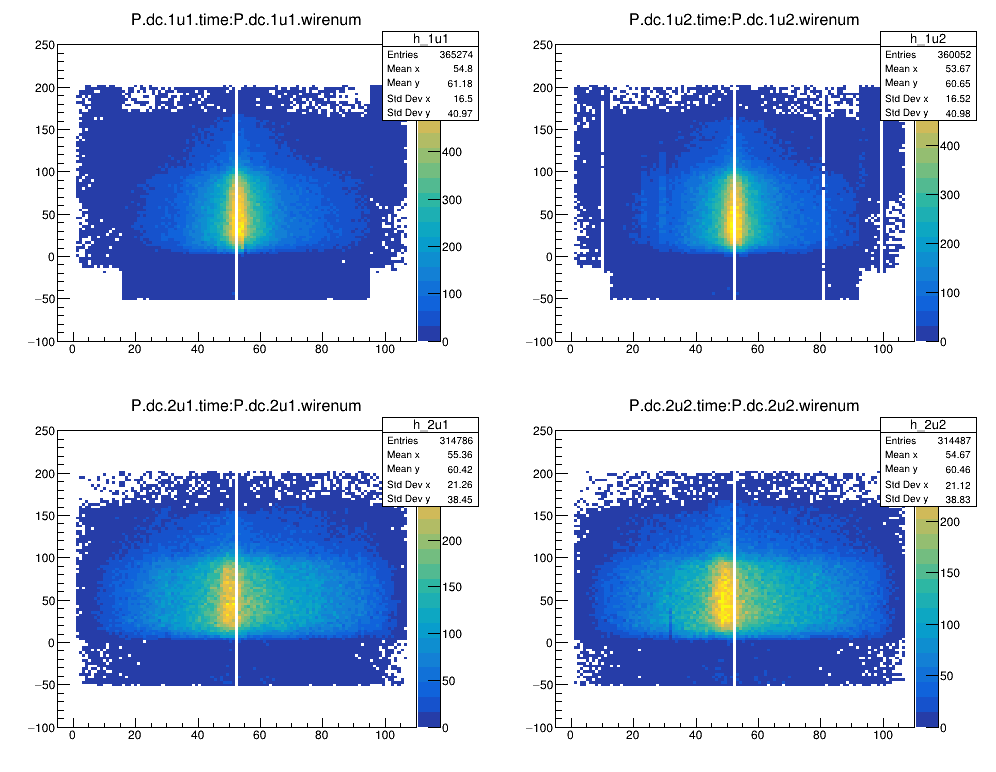 P.dc.1u1.time:P.dc.1u1.wirenum
h_1u1
Entries 365274
Mean x 54.8
Mean y 61.18
Std Dev x 16.5
Std Dev y 40.97
250
200
150
100
50
0
−50
−100
0 20 40 60 80 100
400
300
200
100
0
P.dc.1u2.time:P.dc.1u2.wirenum
h_1u2
Entries 360052
Mean x 53.67
Mean y 60.65
Std Dev x 16.52
Std Dev y 40.98
250
200
150
100
50
0
−50
−100
0 20 40 60 80 100
400
300
200
100
0
P.dc.2u1.time:P.dc.2u1.wirenum
h_2u1
Entries 314786
Mean x 55.36
Mean y 60.42
Std Dev x 21.26
Std Dev y 38.45
250
200
150
100
50
0
−50
−100
0 20 40 60 80 100
200
150
100
50
0
P.dc.2u2.time:P.dc.2u2.wirenum
h_2u2
Entries 314487
Mean x 54.67
Mean y 60.46
Std Dev x 21.12
Std Dev y 38.83
250
200
150
100
50
0
−50
−100
0 20 40 60 80 100
200
150
100
50
0